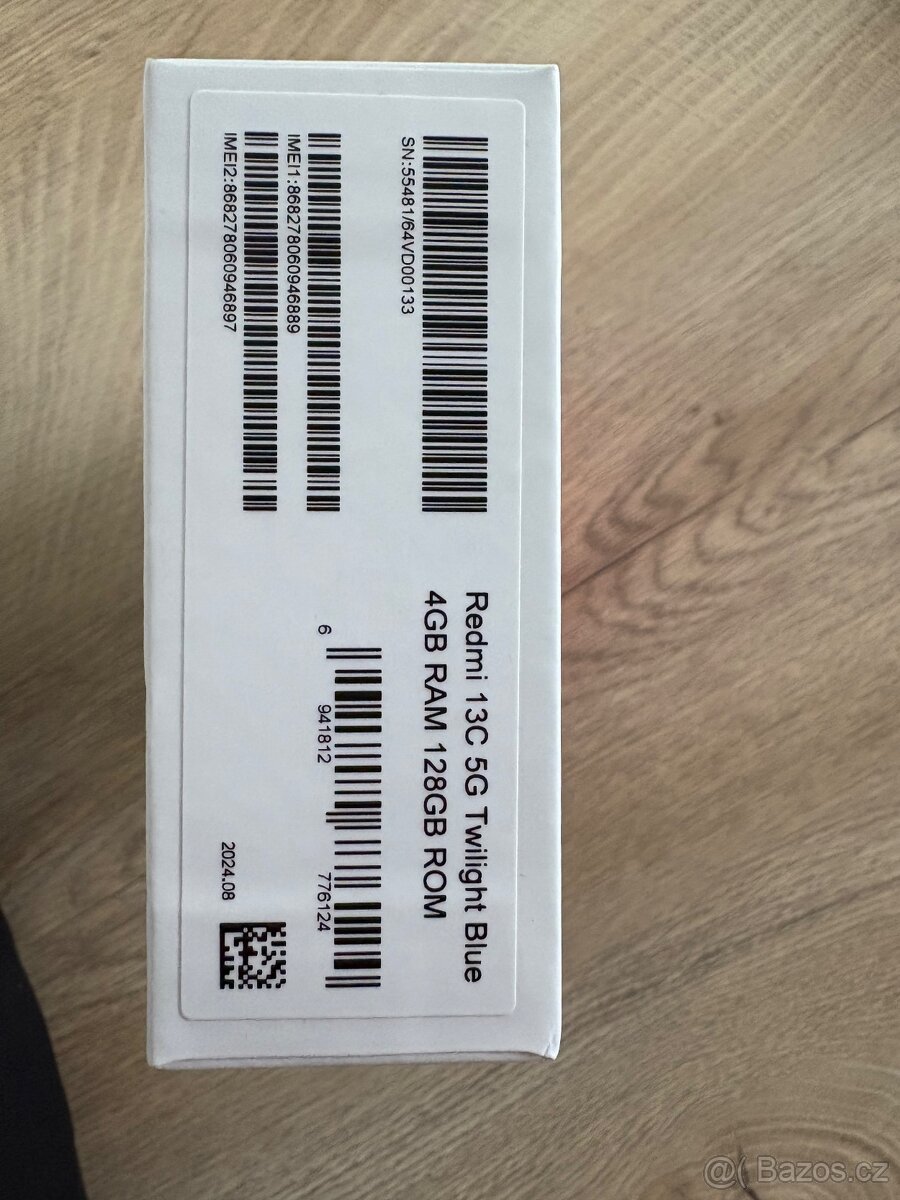 Redmi 13C 5G Twilight Blue
4GB RAM 128GB ROM
SN:55481/64VD00133
IMEI1:868278060946889
IMEI2:868278060946897
6 941812 776124
2024.08
@( Bazos.cz